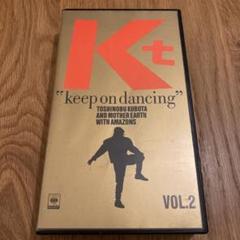 Kt
"keep on dancing"
TOSHINOBU KUBOTA
AND MOTHER EARTH
WITH AMAZONS
VOL.2